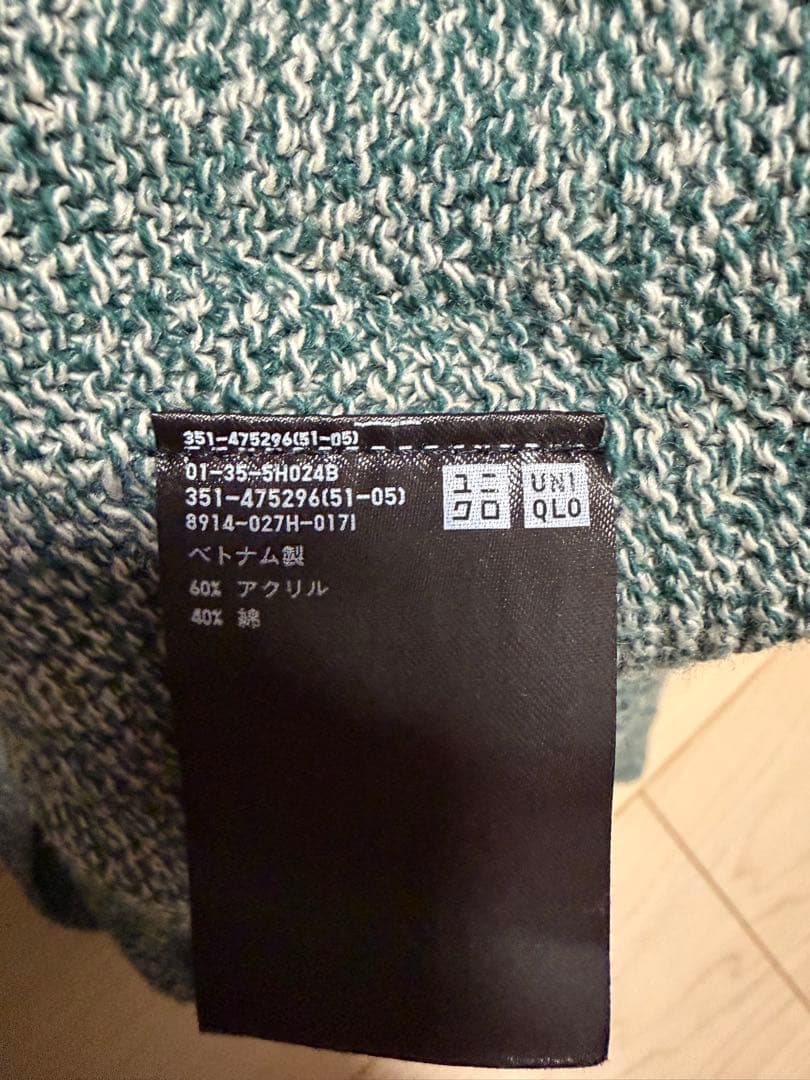 351-475296(51-05)
01-35-5H024B
351-475296(51-05)
8914-027H-0171
ベトナム製
60% アクリル
40% 綿
ユニ
クロ
UNI
QLO